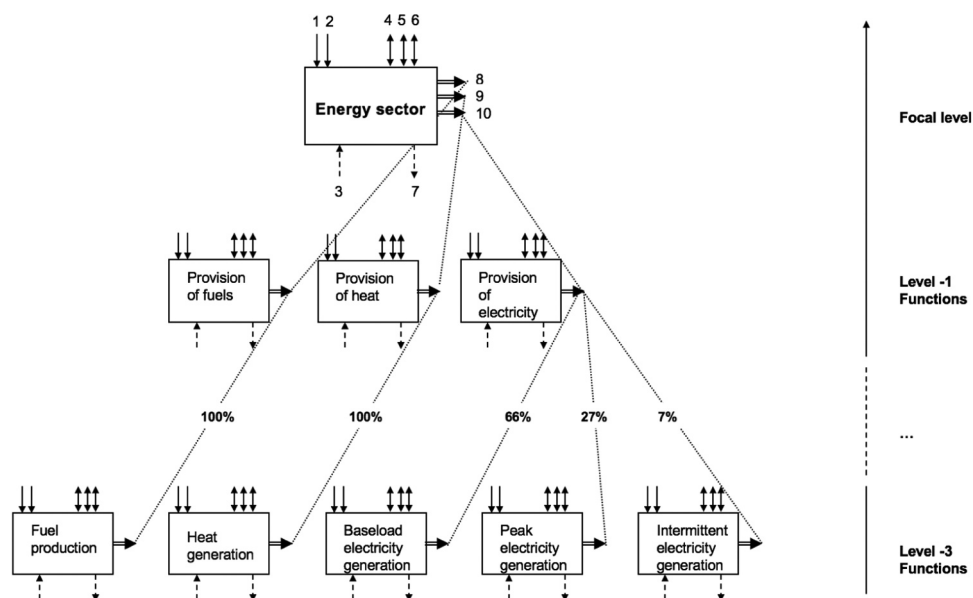 1 2 4 5 6
8
9
10
Energy sector
3 7
Focal level
Provision
of fuels
Provision
of heat
Provision
of
electricity
Level -1
Functions
100% 100% 66% 27% 7%
...
Fuel
production
Heat
generation
Baseload
electricity
generation
Peak
electricity
generation
Intermittent
electricity
generation
Level -3
Functions